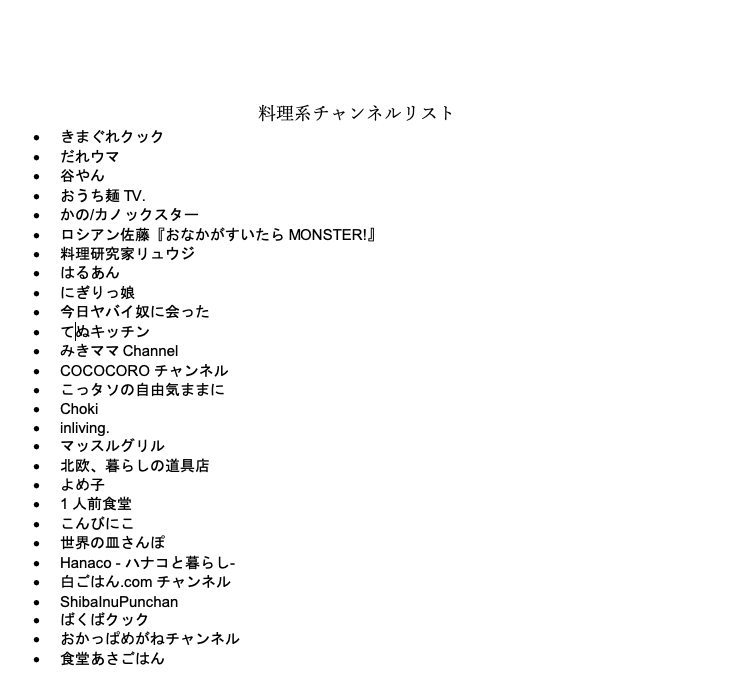 料理系チャンネルリスト
• きまぐれクック
• だれウマ
• 谷やん
• おうち麺 TV.
• かの/カノックスター
• ロシアン佐藤『おなかがすいたら MONSTER!』
• 料理研究家リュウジ
• はるあん
• にぎりっ娘
• 今日ヤバイ奴に会った
• てぬキッチン
• みきママ Channel
• COCOCORO チャンネル
• こっタソの自由気ままに
• Choki
• inliving.
• マッスルグリル
• 北欧、暮らしの道具店
• よめ子
• 1 人前食堂
• こんびにこ
• 世界の皿さんぽ
• Hanaco - ハナコと暮らし-
• 白ごはん.com チャンネル
• ShibaInuPunchan
• ばくばクック
• おかっぱめがねチャンネル
• 食堂あさごはん